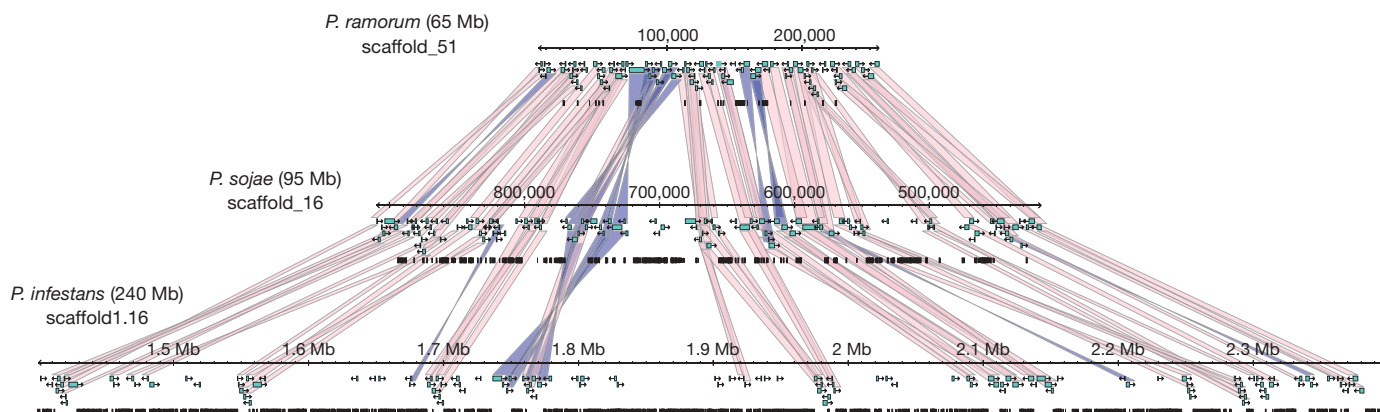 P. ramorum (65 Mb)
scaffold_51
100,000 200,000
P. sojae (95 Mb)
scaffold_16
800,000 700,000 600,000 500,000
P. infestans (240 Mb)
scaffold1.16
1.5 Mb 1.6 Mb 1.7 Mb 1.8 Mb 1.9 Mb 2 Mb 2.1 Mb 2.2 Mb 2.3 Mb